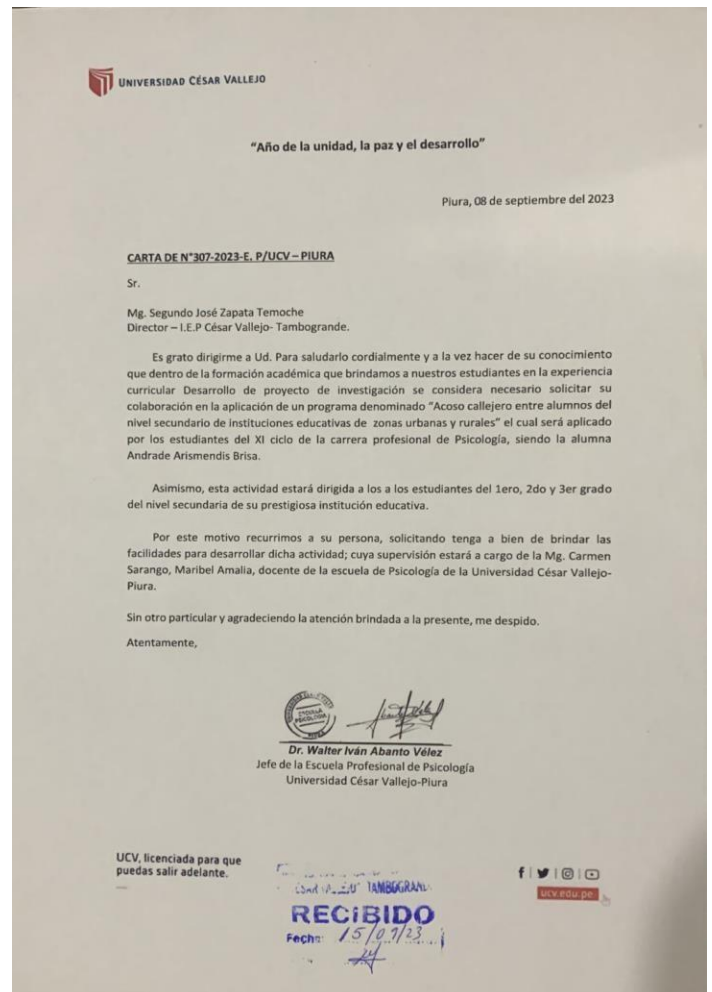 UNIVERSIDAD CÉSAR VALLEJO
"Año de la unidad, la paz y el desarrollo"
Piura, 08 de septiembre del 2023
CARTA DE N°307-2023-E. P/UCV – PIURA
Sr.
Mg. Segundo José Zapata Temoche
Director – I.E.P César Vallejo- Tambogrande.
Es grato dirigirme a Ud. Para saludarlo cordialmente y a la vez hacer de su conocimiento
que dentro de la formación académica que brindamos a nuestros estudiantes en la experiencia
curricular Desarrollo de proyecto de investigación se considera necesario solicitar su
colaboración en la aplicación de un programa denominado "Acoso callejero entre alumnos del
nivel secundario de instituciones educativas de zonas urbanas y rurales" el cual será aplicado
por los estudiantes del XI ciclo de la carrera profesional de Psicología, siendo la alumna
Andrade Arismendis Brisa.
Asimismo, esta actividad estará dirigida a los a los estudiantes del 1ero, 2do y 3er grado
del nivel secundaria de su prestigiosa institución educativa.
Por este motivo recurrimos a su persona, solicitando tenga a bien de brindar las
facilidades para desarrollar dicha actividad; cuya supervisión estará a cargo de la Mg. Carmen
Sarango, Maribel Amalia, docente de la escuela de Psicología de la Universidad César Vallejo-
Piura.
Sin otro particular y agradeciendo la atención brindada a la presente, me despido.
Atentamente,
ESCUELA
PSICOLOGÍA
PIURA
Dr. Walter Iván Abanto Vélez
Jefe de la Escuela Profesional de Psicología
Universidad César Vallejo-Piura
UCV, licenciada para que
puedas salir adelante.
ucv.edu.pe
TAMBOGRANDE
RECIBIDO
Fecha: 15/09/23